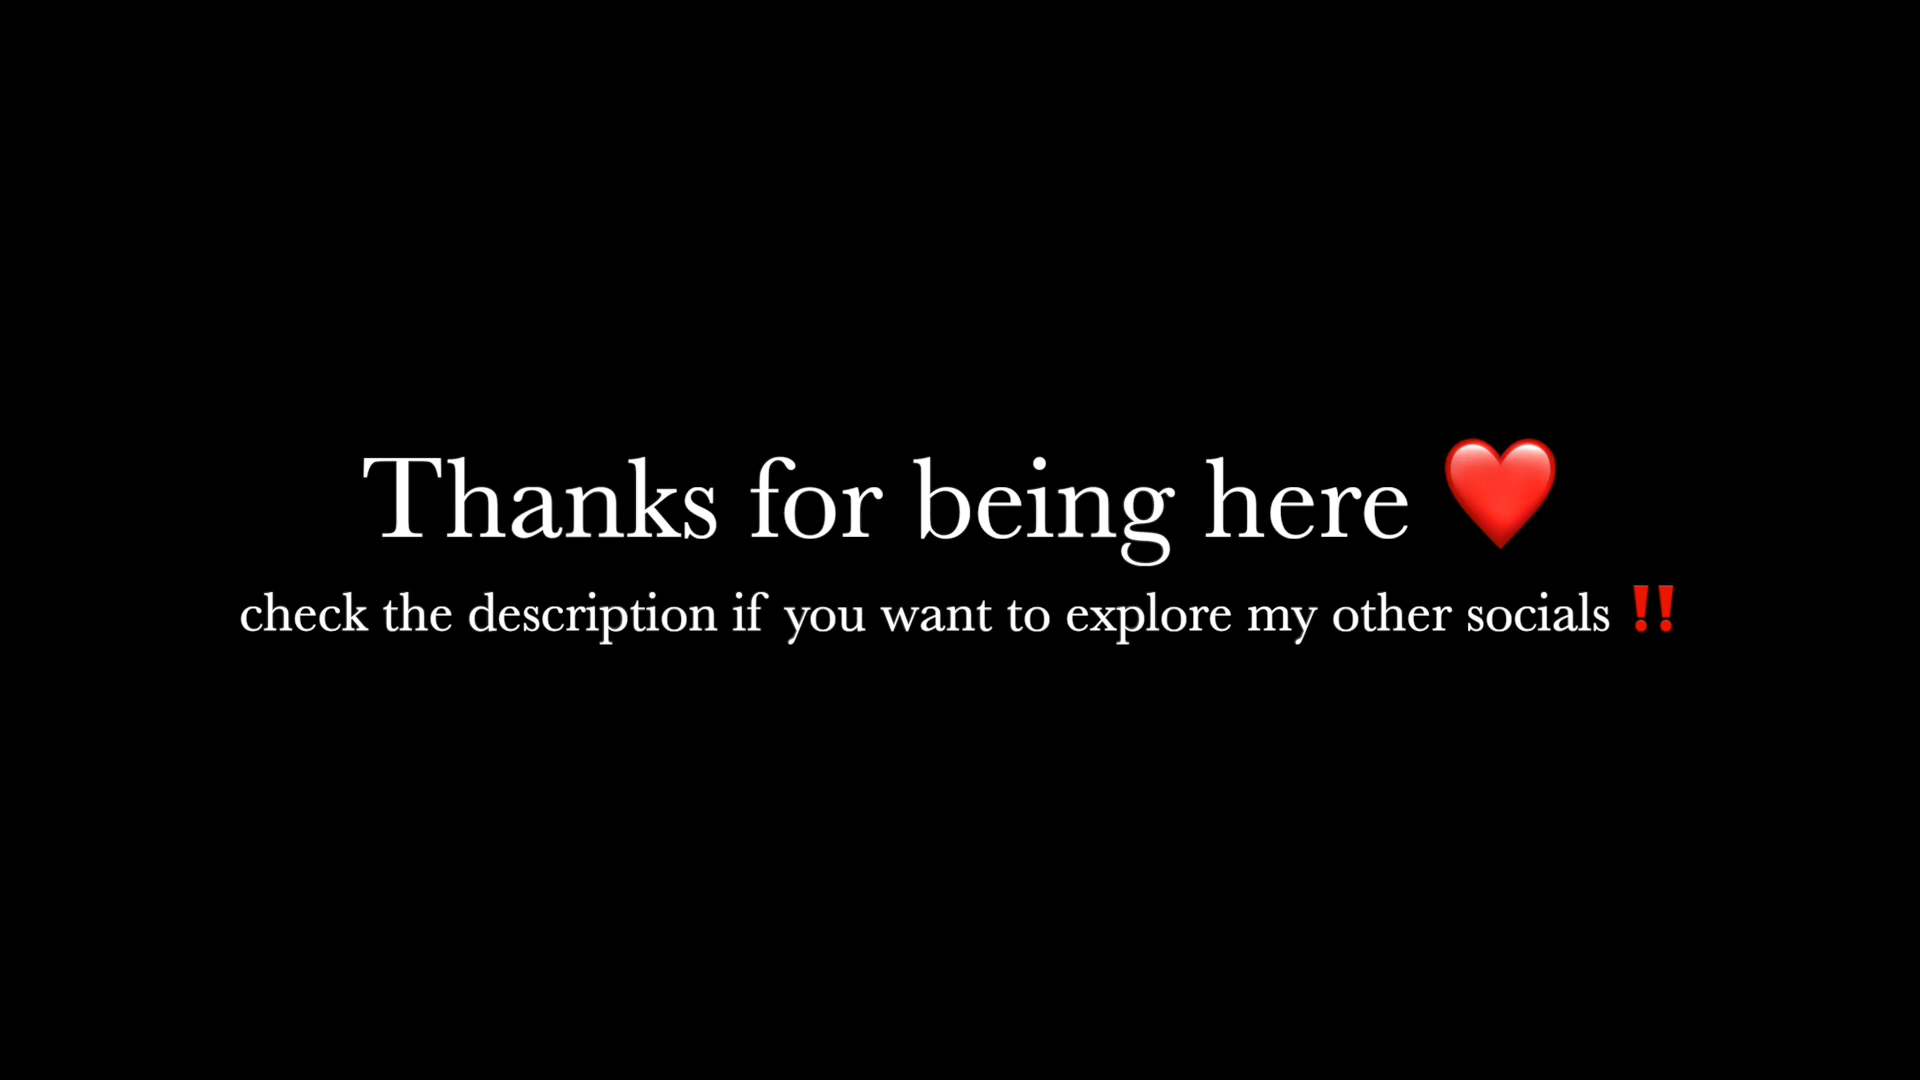 Thanks for being here ❤️
check the description if you want to explore my other socials ‼️